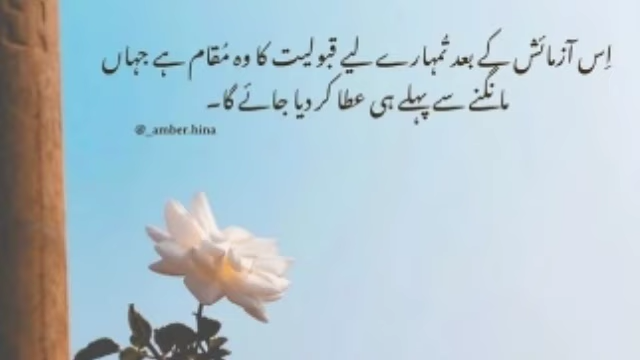 اِس آزمائش کے بعد تُمہارے لیے قبولیت کا وہ مُقام ہے جہاں
مانگنے سے پہلے ہی عطا کر دیا جائے گا۔
@_amber.hina